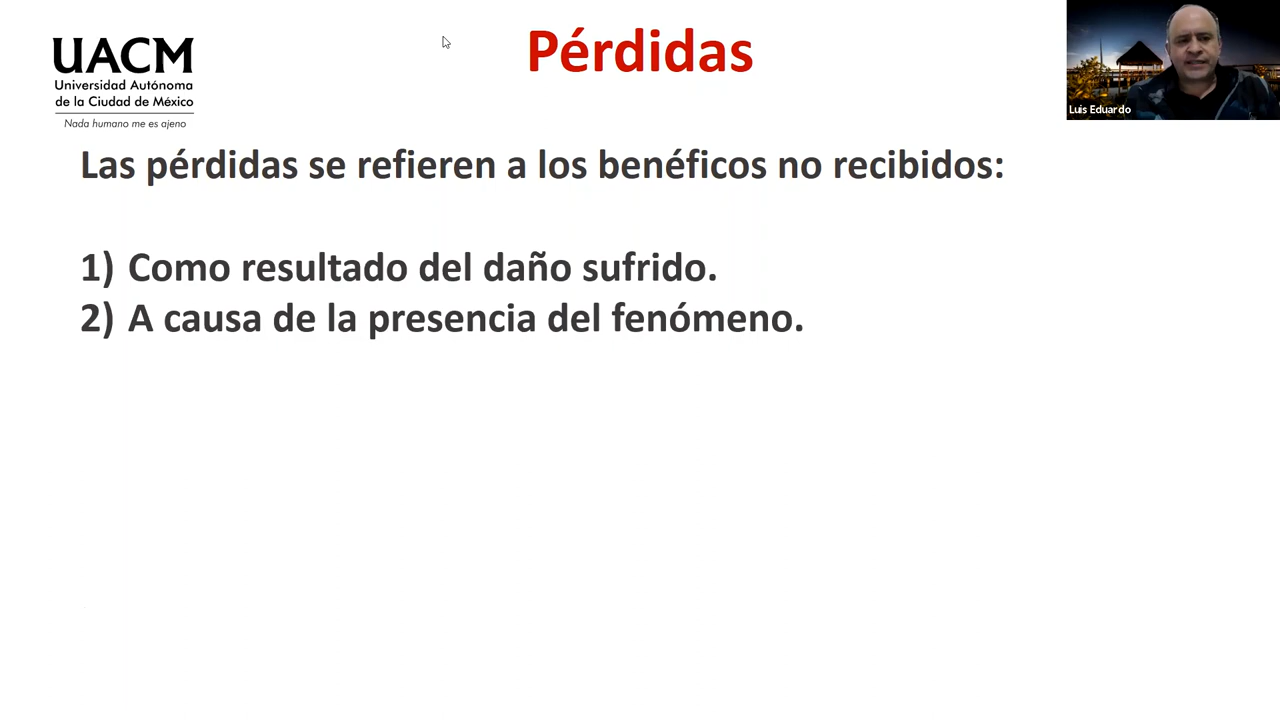 UACM
Universidad Autónoma
de la Ciudad de México
Nada humano me es ajeno
Pérdidas
Luis Eduardo
Las pérdidas se refieren a los benéficos no recibidos:
1) Como resultado del daño sufrido.
2) A causa de la presencia del fenómeno.